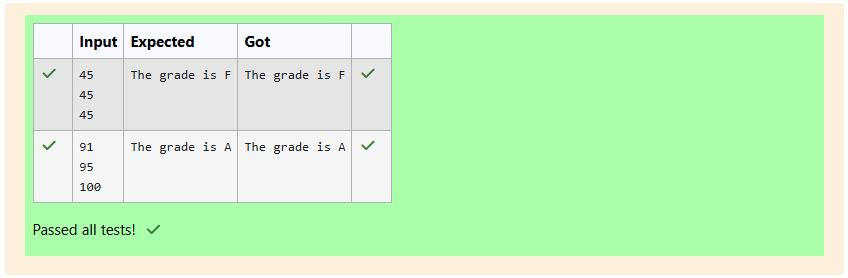 Input Expected Got
45 The grade is F The grade is F
45
45
91 The grade is A The grade is A
95
100
Passed all tests!